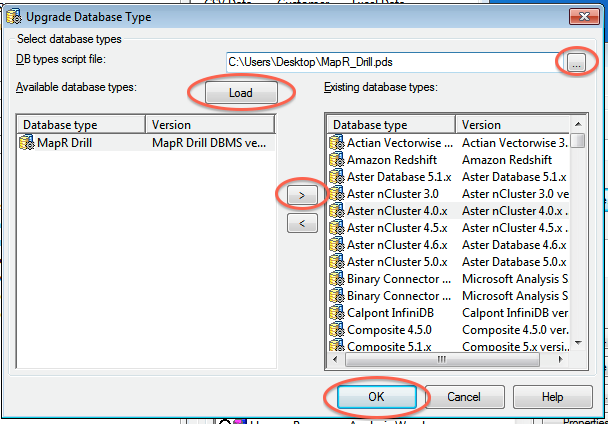 Upgrade Database Type
Select database types
DB types script file:
C:\Users\Desktop\MapR_Drill.pds
...
Available database types:
Load
Existing database types:
Database type Version
MapR Drill MapR Drill DBMS ve...
>
<
Database type Version
Actian Vectorwise ... Actian Vectorwise 3.
Amazon Redshift Amazon Redshift
Aster Database 5.1.x Aster Database 5.1.x
Aster nCluster 3.0 Aster nCluster 3.0 ve
Aster nCluster 4.0.x Aster nCluster 4.0.x .
Aster nCluster 4.5.x Aster nCluster 4.5.x .
Aster nCluster 4.6.x Aster Database 4.6.x
Aster nCluster 5.0.x Aster Database 5.0.x
Binary Connector ... Microsoft Analysis S
Binary Connector ... Microsoft Analysis S
Calpont InfiniDB Calpont InfiniDB ver
Composite 4.5.0 Composite 4.5.0 ver..
Composite 5.1.x Composite 5.x versi..
OK Cancel Help